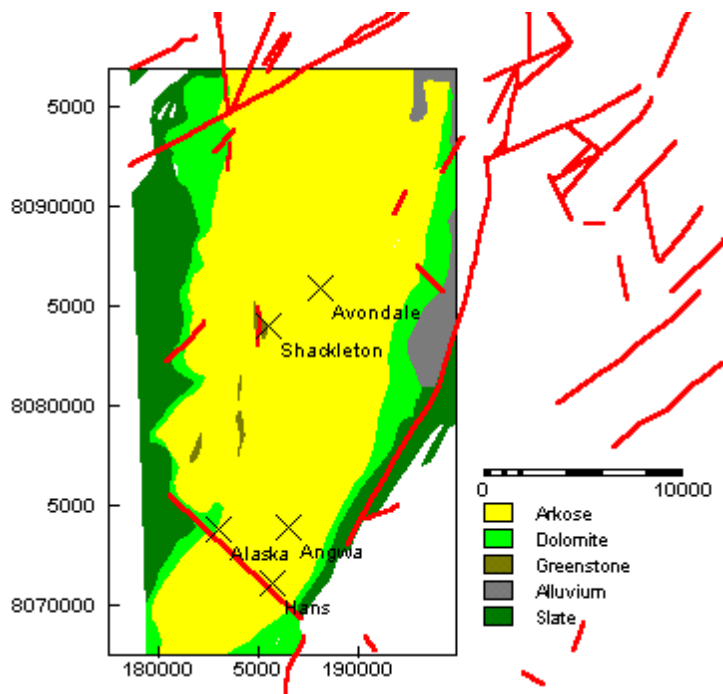 5000
8090000
5000
Avondale
Shackleton
8080000
5000
Alaska
Angwa
8070000
Hans
180000
5000
190000
0
10000
Arkose
Dolomite
Greenstone
Alluvium
Slate